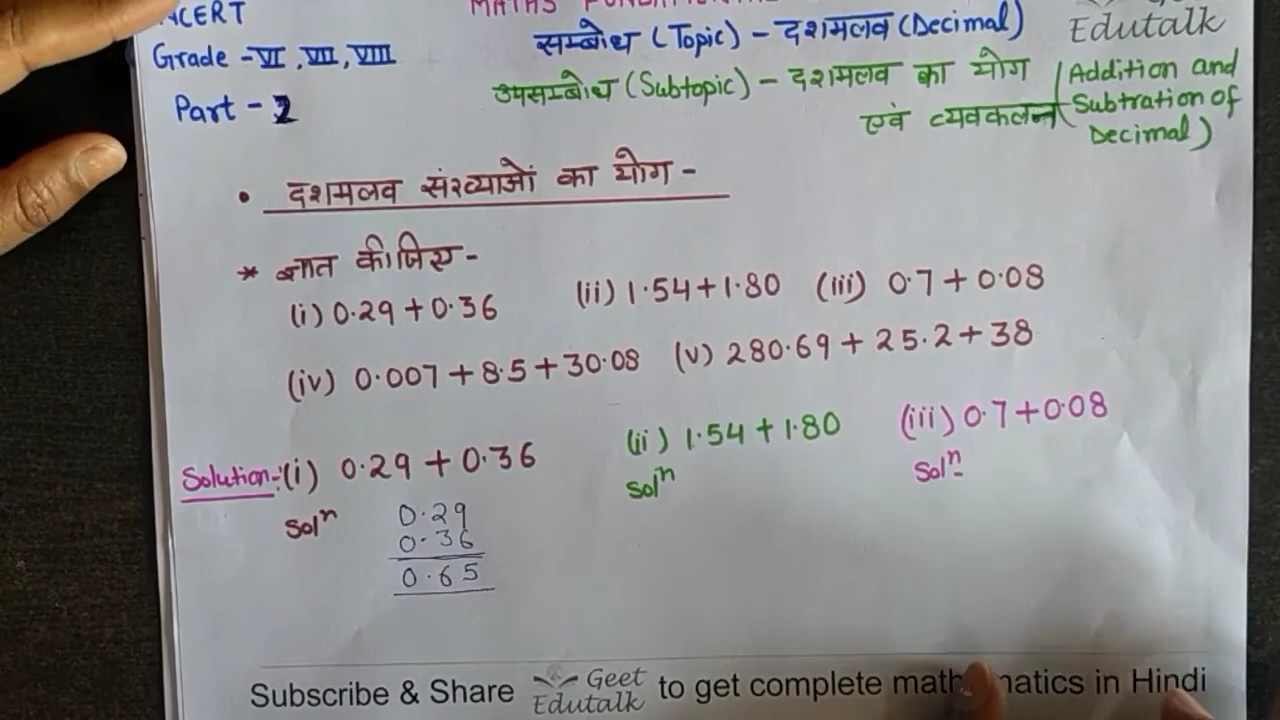 NCERT
Grade - VI, VII, VIII
Part - 2
MATHS
सम्बोध (Topic) - दशमलव (Decimal)
उपसम्बोध (Subtopic) - दशमलव का योग
एवं व्यवकलन
(Addition and
Subtration of
Decimal)
Edutalk
• दशमलव संख्याओं का योग -
* ज्ञात कीजिए -
(i) 0.29 + 0.36 (ii) 1.54 + 1.80 (iii) 0.7 + 0.08
(iv) 0.007 + 8.5 + 30.08 (v) 280.69 + 25.2 + 38
Solution:- (i) 0.29 + 0.36 (ii) 1.54 + 1.80 (iii) 0.7 + 0.08
Solⁿ Solⁿ Solⁿ-
0.29
0.36
0.65
Subscribe & Share Geet Edutalk to get complete mathematics in Hindi